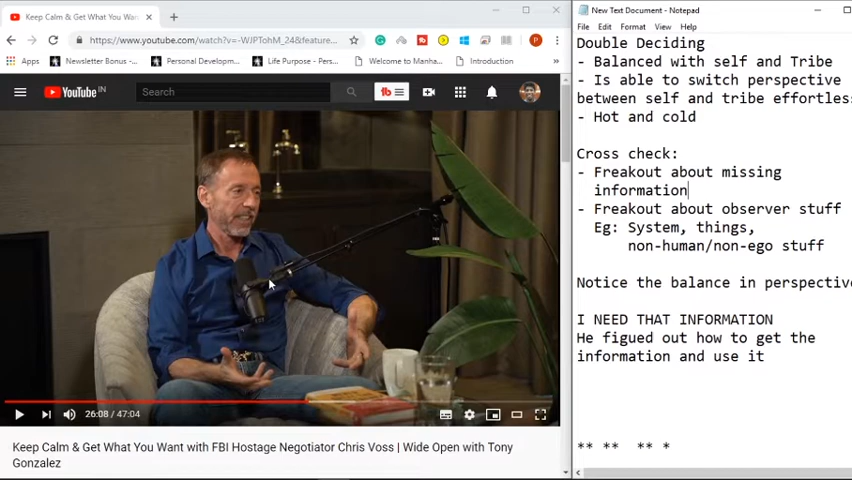 Keep Calm & Get What You Wan
New Text Document - Notepad
https://www.youtube.com/watch?v=-WJPTohM_24&feature...
P
File Edit Format View Help
Apps Newsletter Bonus -... Personal Development... Life Purpose - Pers... Welcome to Manha... Introduction
YouTube IN
Search
tb
Double Deciding
- Balanced with self and Tribe
- Is able to switch perspective
between self and tribe effortles
- Hot and cold
Cross check:
- Freakout about missing
information
- Freakout about observer stuff
Eg: System, things,
non-human/non-ego stuff
Notice the balance in perspective
I NEED THAT INFORMATION
He figued out how to get the
information and use it
** ** ** *
26:08 / 47:04
Keep Calm & Get What You Want with FBI Hostage Negotiator Chris Voss | Wide Open with Tony
Gonzalez